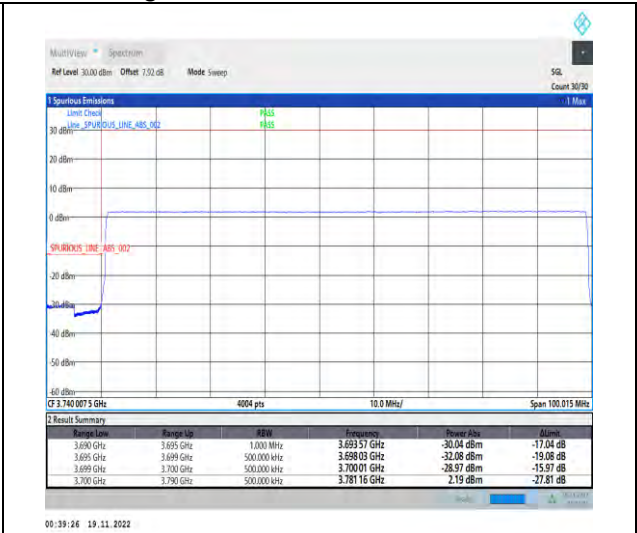 MultiView Spectrum
Ref Level 30.00 dBm Offset 7.92 dB Mode Sweep SGL
Count 30/30
1 Spurious Emissions 1 Max
Limit Check PASS
Line _SPURIOUS_LINE_ABS_002 PASS
30 dBm
20 dBm
10 dBm
0 dBm
SPURIOUS_LINE_ABS_002
-20 dBm
-30 dBm
-40 dBm
-50 dBm
-60 dBm
CF 3.740 007 5 GHz 4004 pts 10.0 MHz/ Span 100.015 MHz
2 Result Summary
Range Low Range Up RBW Frequency Power Abs ΔLimit
3.690 GHz 3.695 GHz 1.000 MHz 3.693 57 GHz -30.04 dBm -17.04 dB
3.695 GHz 3.699 GHz 500.000 kHz 3.698 03 GHz -32.08 dBm -19.08 dB
3.699 GHz 3.700 GHz 500.000 kHz 3.700 01 GHz -28.97 dBm -15.97 dB
3.700 GHz 3.790 GHz 500.000 kHz 3.781 16 GHz 2.19 dBm -27.81 dB
00:39:26 19.11.2022